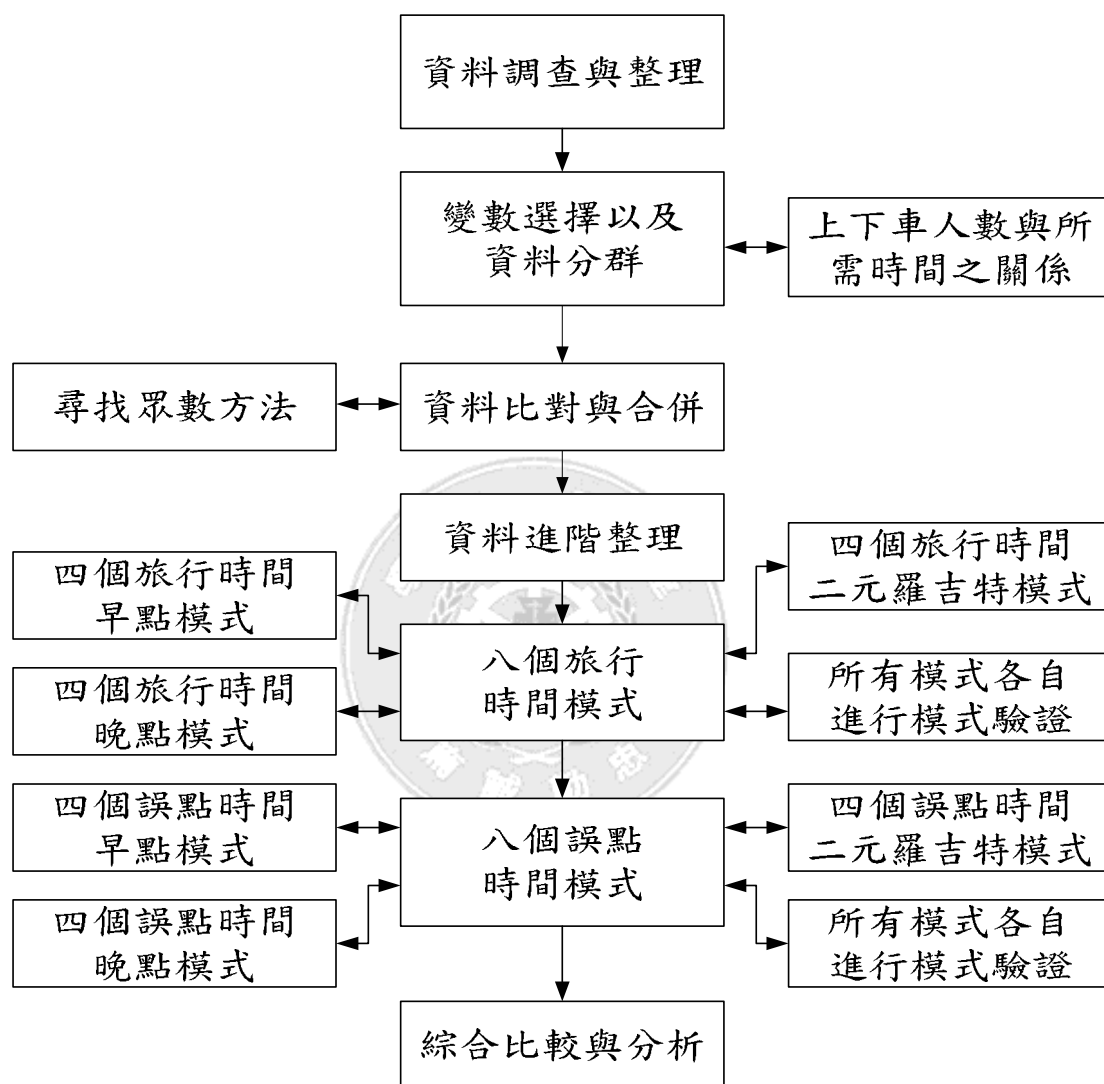 資料調查與整理
變數選擇以及
資料分群
上下車人數與所
需時間之關係
尋找眾數方法
資料比對與合併
資料進階整理
四個旅行時間
早點模式
四個旅行時間
二元羅吉特模式
八個旅行
時間模式
四個旅行時間
晚點模式
所有模式各自
進行模式驗證
四個誤點時間
早點模式
八個誤點
時間模式
四個誤點時間
二元羅吉特模式
四個誤點時間
晚點模式
所有模式各自
進行模式驗證
綜合比較與分析